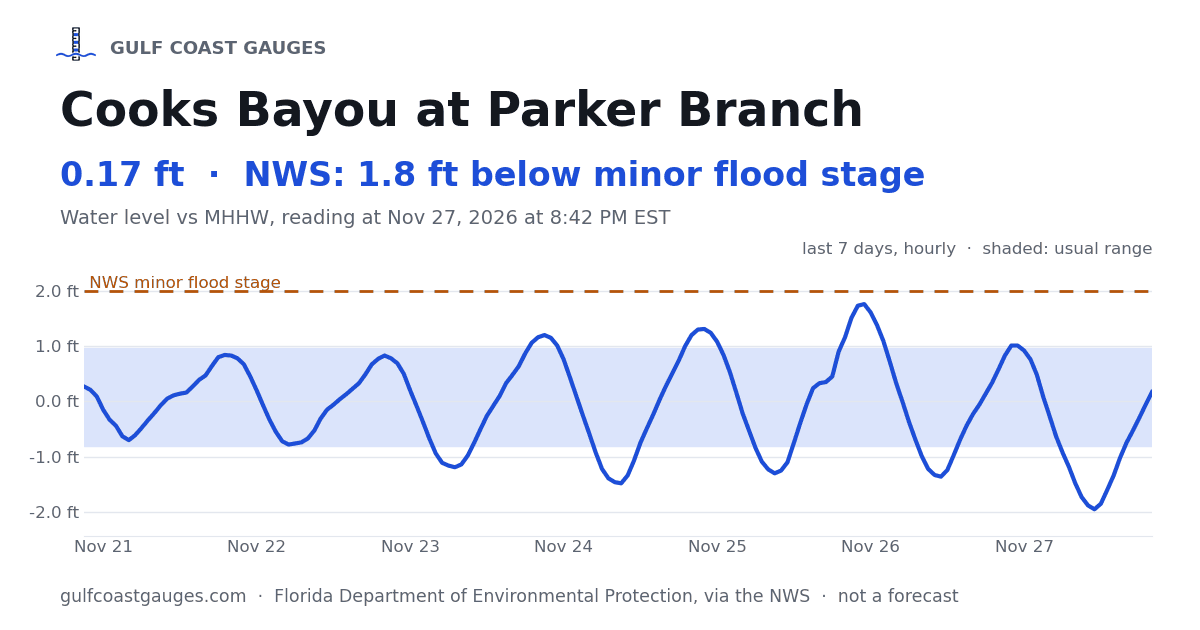 GULF COAST GAUGES
Cooks Bayou at Parker Branch
0.17 ft · NWS: 1.8 ft below minor flood stage
Water level vs MHHW, reading at Nov 27, 2026 at 8:42 PM EST
last 7 days, hourly · shaded: usual range
NWS minor flood stage
2.0 ft
1.0 ft
0.0 ft
-1.0 ft
-2.0 ft
Nov 21 Nov 22 Nov 23 Nov 24 Nov 25 Nov 26 Nov 27
gulfcoastgauges.com · Florida Department of Environmental Protection, via the NWS · not a forecast